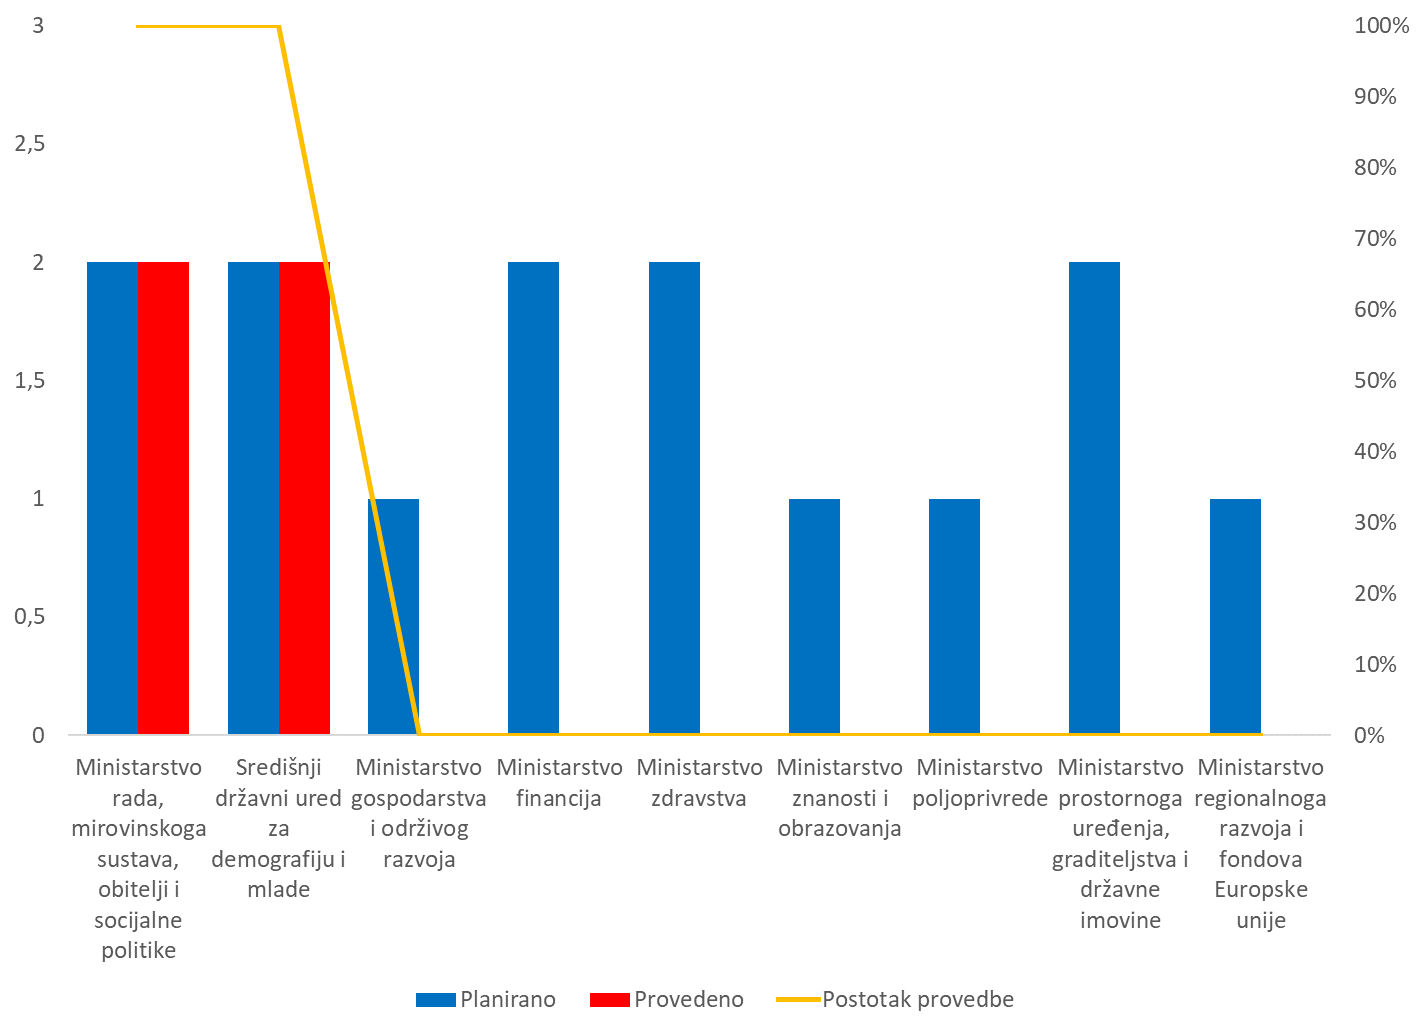 3
2,5
2
1,5
1
0,5
0
100%
90%
80%
70%
60%
50%
40%
30%
20%
10%
0%
Ministarstvo
rada,
mirovinskoga
sustava,
obitelji i
socijalne
politike
Središnji
državni ured
za
demografiju i
mlade
Ministarstvo
gospodarstva
i održivog
razvoja
Ministarstvo
financija
Ministarstvo
zdravstva
Ministarstvo
znanosti i
obrazovanja
Ministarstvo
poljoprivrede
Ministarstvo
prostornoga
uređenja,
graditeljstva i
državne
imovine
Ministarstvo
regionalnoga
razvoja i
fondova
Europske
unije
Planirano
Provedeno
Postotak provedbe